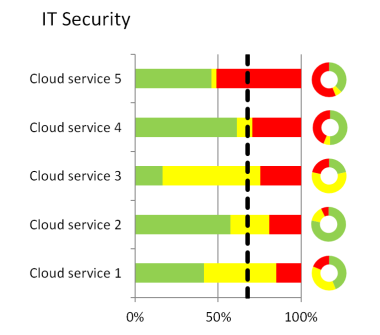 IT Security
Cloud service 5
Cloud service 4
Cloud service 3
Cloud service 2
Cloud service 1
0% 50% 100%